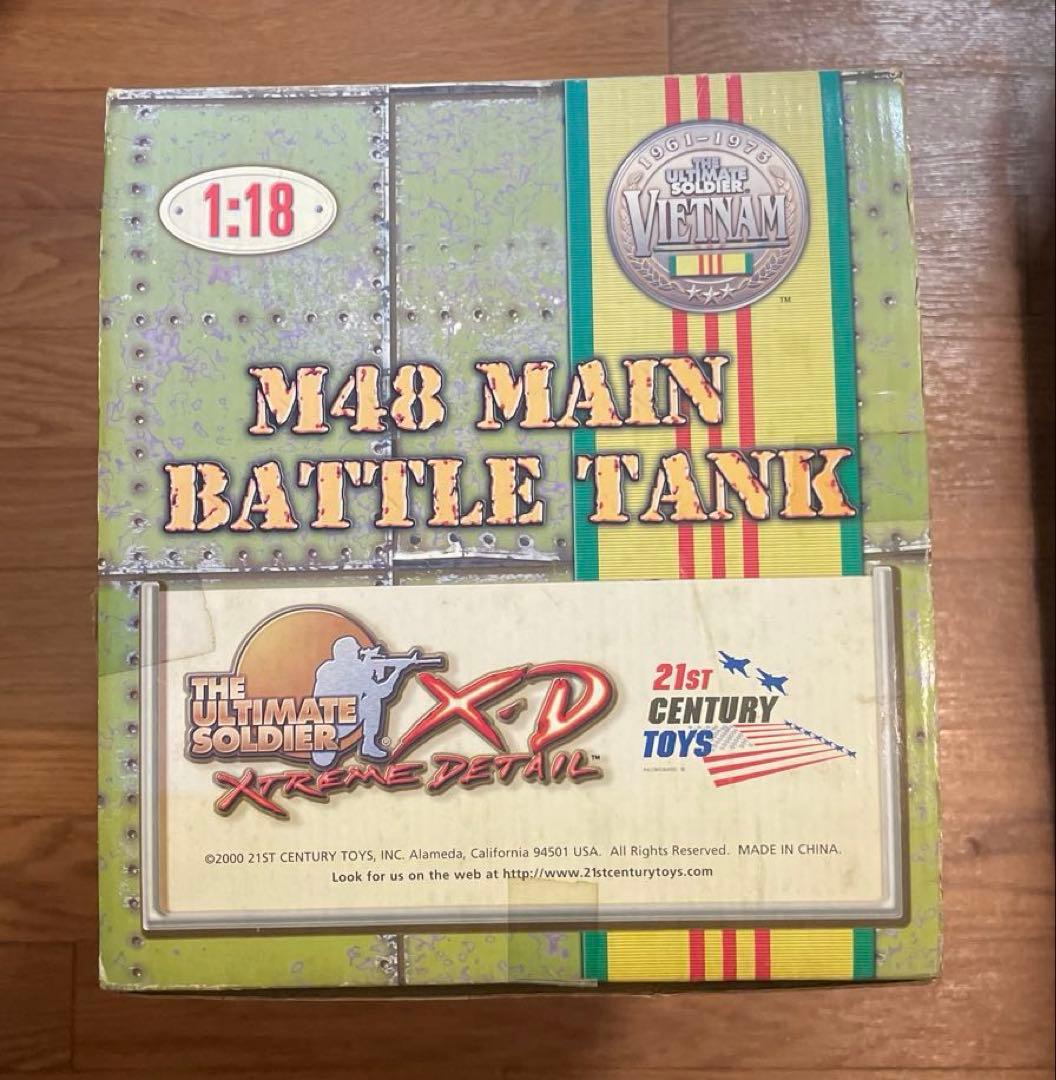 1:18
1961-1973
THE
ULTIMATE
SOLDIER
VIETNAM
TM
M48 MAIN
BATTLE TANK
THE
ULTIMATE
SOLDIER®
X-D
XTREME DETAIL™
21ST
CENTURY
TOYS
©2000 21ST CENTURY TOYS, INC. Alameda, California 94501 USA. All Rights Reserved. MADE IN CHINA.
Look for us on the web at http://www.21stcenturytoys.com